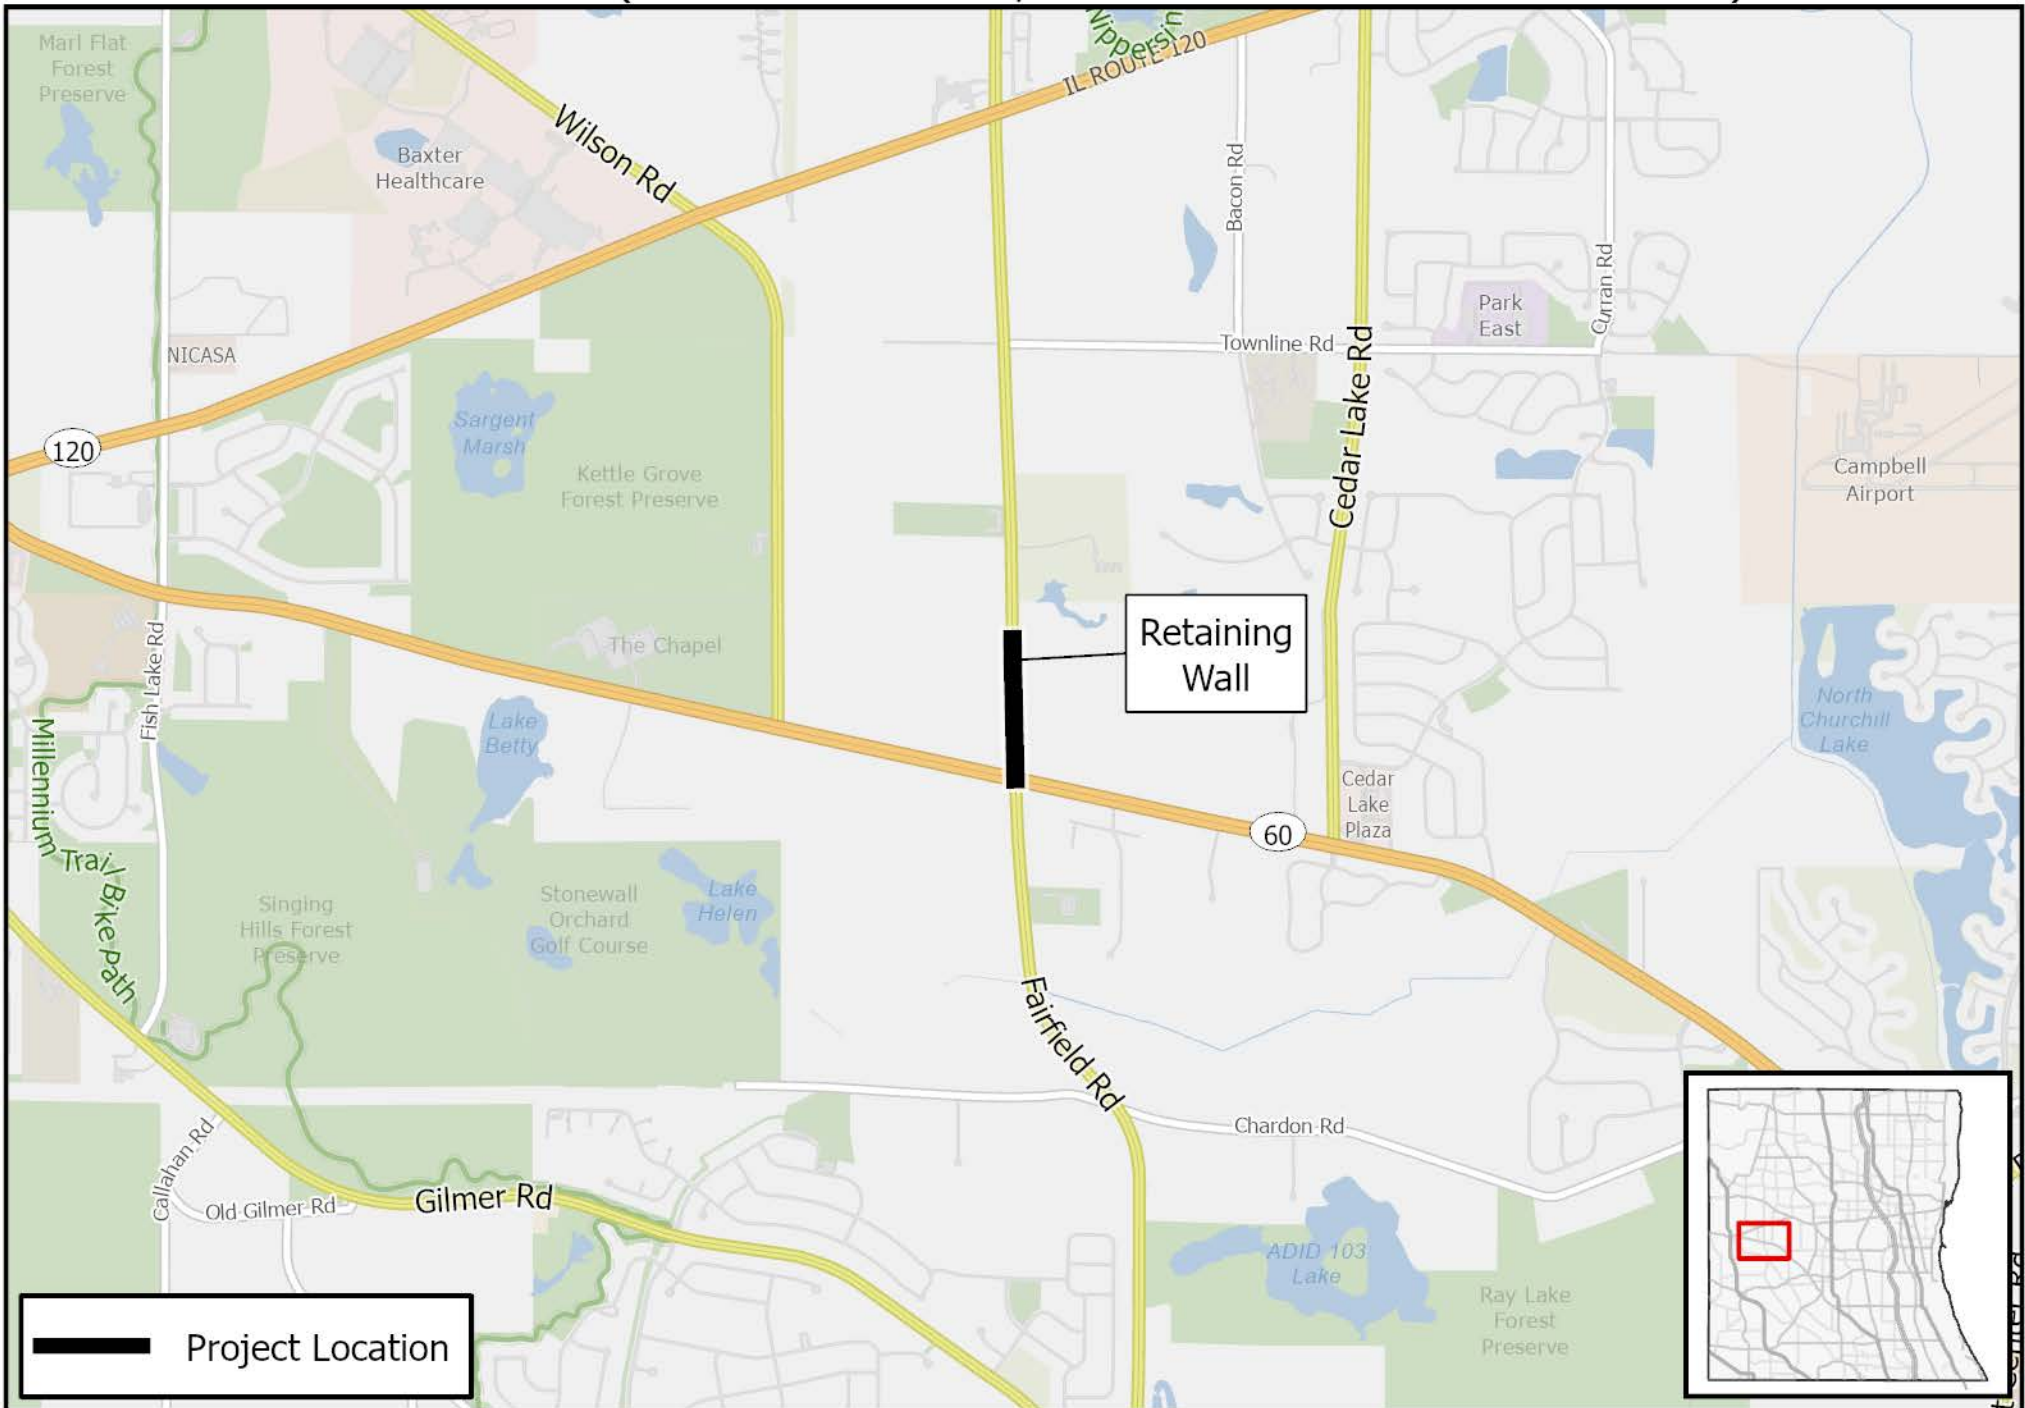 Marl Flat
Forest
Preserve
Nippersin
IL ROUTE 120
Wilson Rd
Baxter
Healthcare
Bacon Rd
Curran Rd
Park
East
NICASA
Townline Rd
Cedar Lake Rd
Sargent
Marsh
120
Kettle Grove
Forest Preserve
Campbell
Airport
Retaining
Wall
The Chapel
Fish Lake Rd
Lake
Betty
North
Churchill
Lake
Cedar
Lake
Plaza
60
Millennium Trail Bike Path
Singing
Hills Forest
Preserve
Stonewall
Orchard
Golf Course
Lake
Helen
Fairfield Rd
Chardon Rd
Callahan Rd
Old Gilmer Rd
Gilmer Rd
ADID 103
Lake
Ray Lake
Forest
Preserve
Project Location